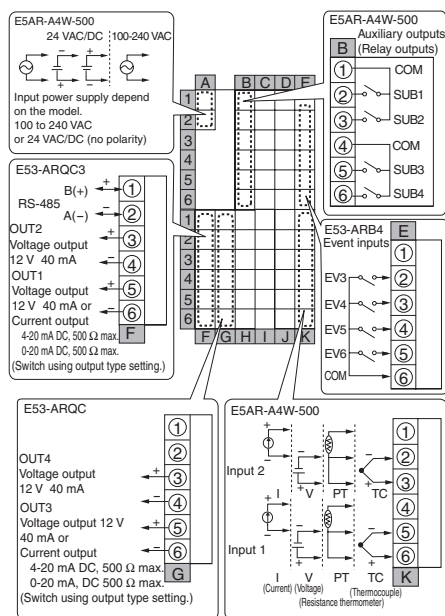 E5AR-A4W-500
24 VAC/DC 100-240 VAC
− + − +
Input power supply depend
on the model.
100 to 240 VAC
or 24 VAC/DC (no polarity)
E5AR-A4W-500
Auxiliary outputs
(Relay outputs)
B
1 COM
2 SUB1
3 SUB2
4 COM
5 SUB3
6 SUB4
A B C D E
1
2
3
4
5
6
1
2
3
4
5
6
F G H I J K
E53-ARQC3
B(+) 1
RS-485
A(−) 2
OUT2
Voltage output + 3
12 V 40 mA − 4
OUT1
Voltage output + 5
12 V 40 mA or − 6
Current output
4-20 mA DC, 500 Ω max.
0-20 mA DC, 500 Ω max.
F
(Switch using output type setting.)
E53-ARB4
Event inputs
E
1
EV3 2
EV4 3
EV5 4
EV6 5
COM 6
E53-ARQC
1
2
OUT4
Voltage output + 3
12 V 40 mA − 4
OUT3
Voltage output 12 V + 5
40 mA or − 6
Current output
4-20 mA DC, 500 Ω max.
0-20 mA, DC 500 Ω max.
G
(Switch using output type setting.)
E5AR-A4W-500
1
2
3
4
5
6
K
Input 2
− + − +
I V PT TC
Input 1
− + − +
I V PT TC
(Current) (Voltage) (Thermocouple)
(Resistance thermometer)